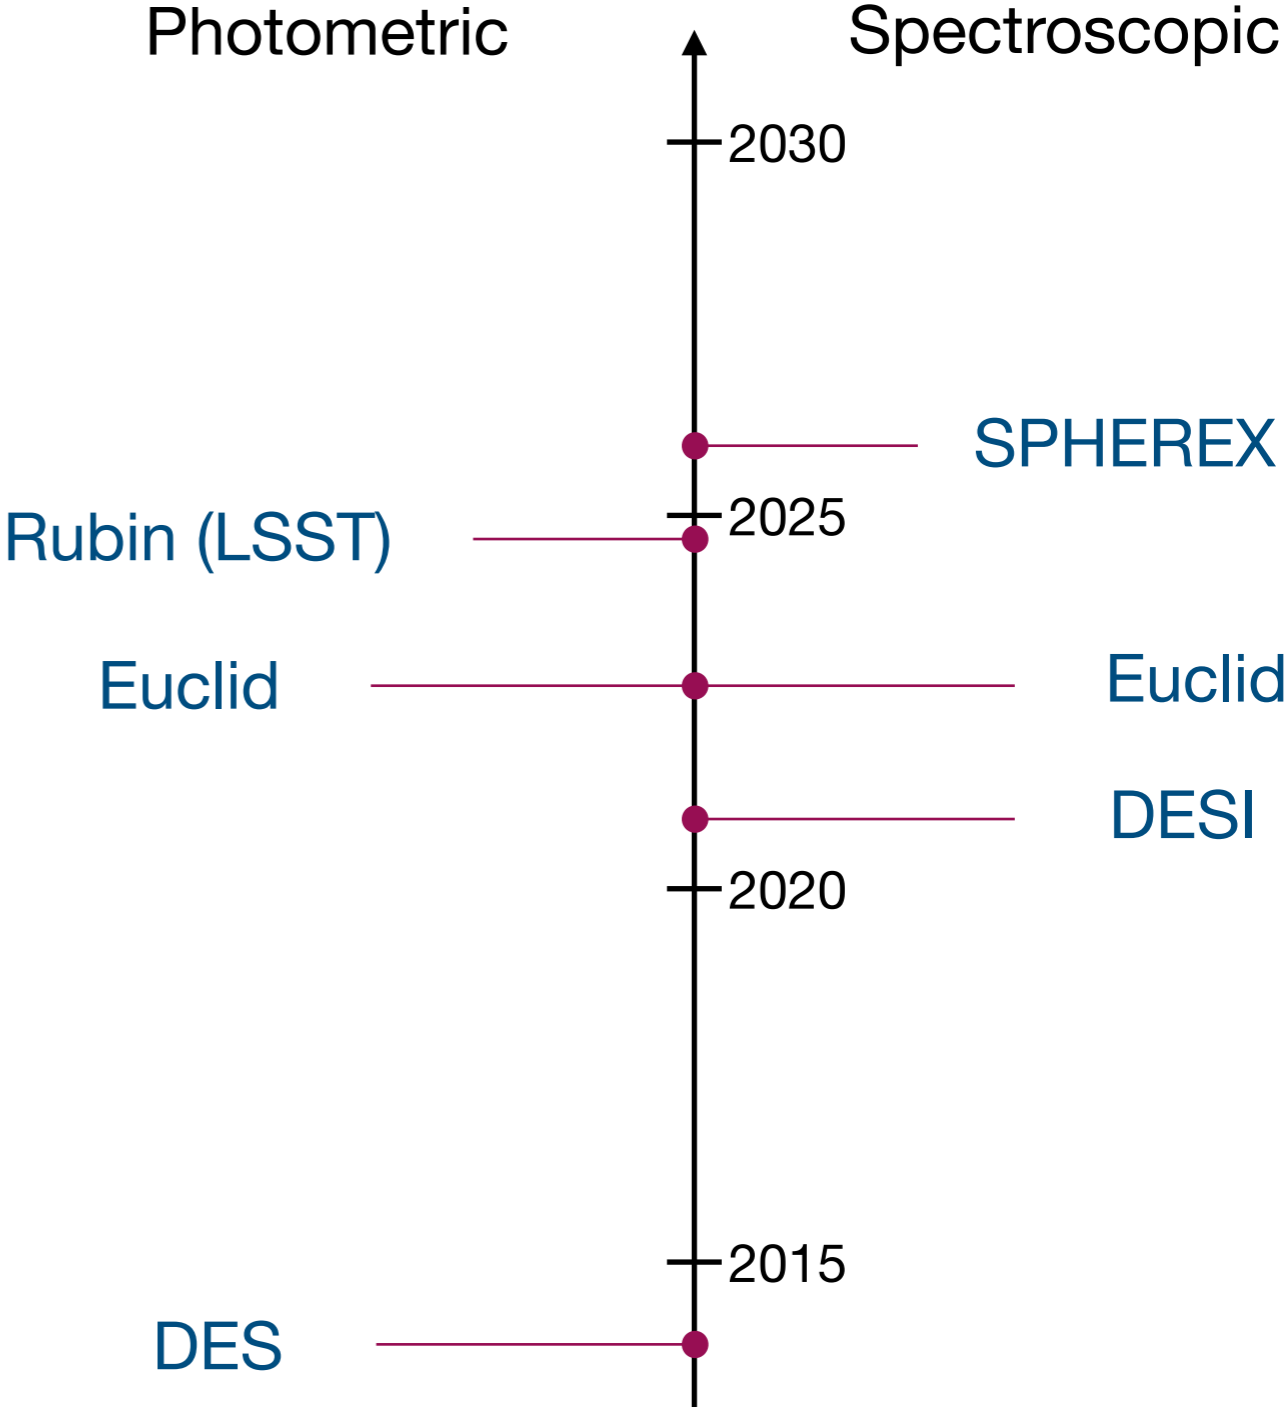 Photometric
Spectroscopic
2030
SPHEREX
2025
Rubin (LSST)
Euclid
Euclid
DESI
2020
2015
DES